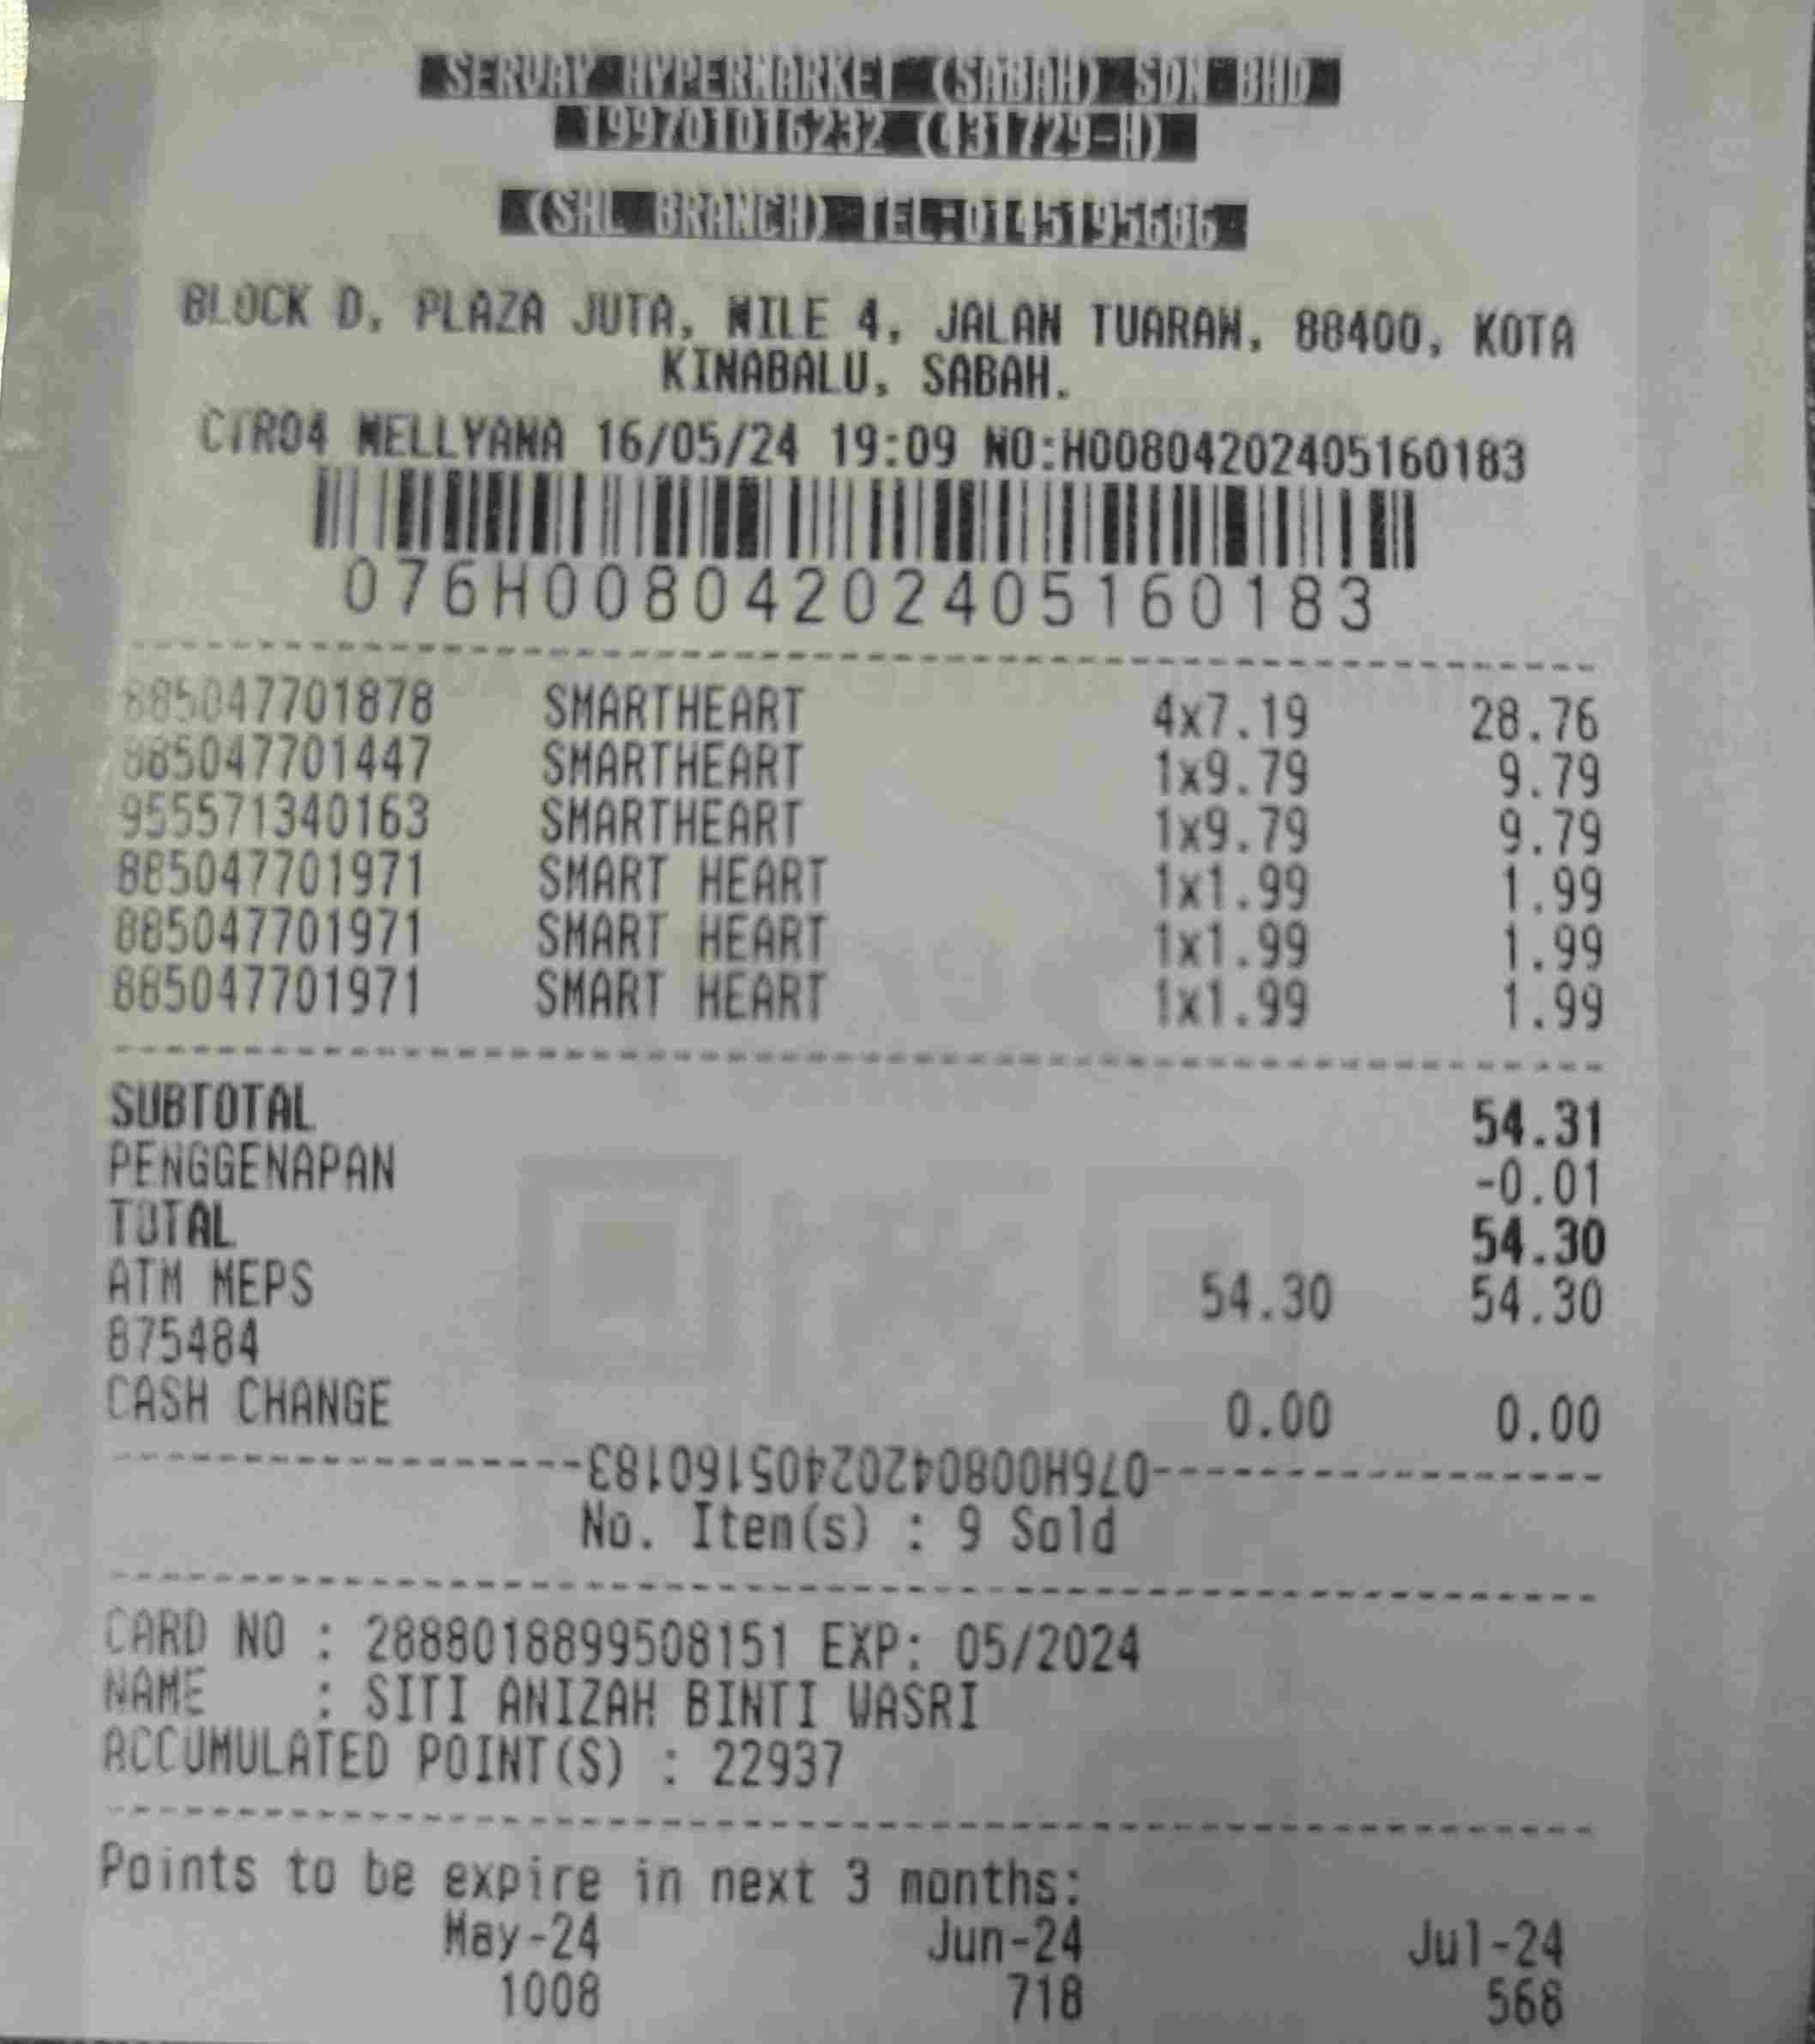 SERVAY HYPERMARKET (SABAH) SDN BHD
199701016232 (431729-H)
(SHL BRANCH) TEL:0145195686
BLOCK D, PLAZA JUTA, MILE 4, JALAN TUARAN, 88400, KOTA
KINABALU, SABAH.
CTR04 MELLYANA 16/05/24 19:09 NO:H00804202405160183
076H00804202405160183
885047701878 SMARTHEART 4x7.19 28.76
885047701447 SMARTHEART 1x9.79 9.79
955571340163 SMARTHEART 1x9.79 9.79
885047701971 SMART HEART 1x1.99 1.99
885047701971 SMART HEART 1x1.99 1.99
885047701971 SMART HEART 1x1.99 1.99
SUBTOTAL 54.31
PENGGENAPAN -0.01
TOTAL 54.30
ATM MEPS 54.30 54.30
875484
CASH CHANGE 0.00 0.00
076H00804202405160183
No. Item(s) : 9 Sold
CARD NO : 2888018899508151 EXP: 05/2024
NAME : SITI ANIZAH BINTI WASRI
ACCUMULATED POINT(S) : 22937
Points to be expire in next 3 months:
May-24 Jun-24 Jul-24
1008 718 568